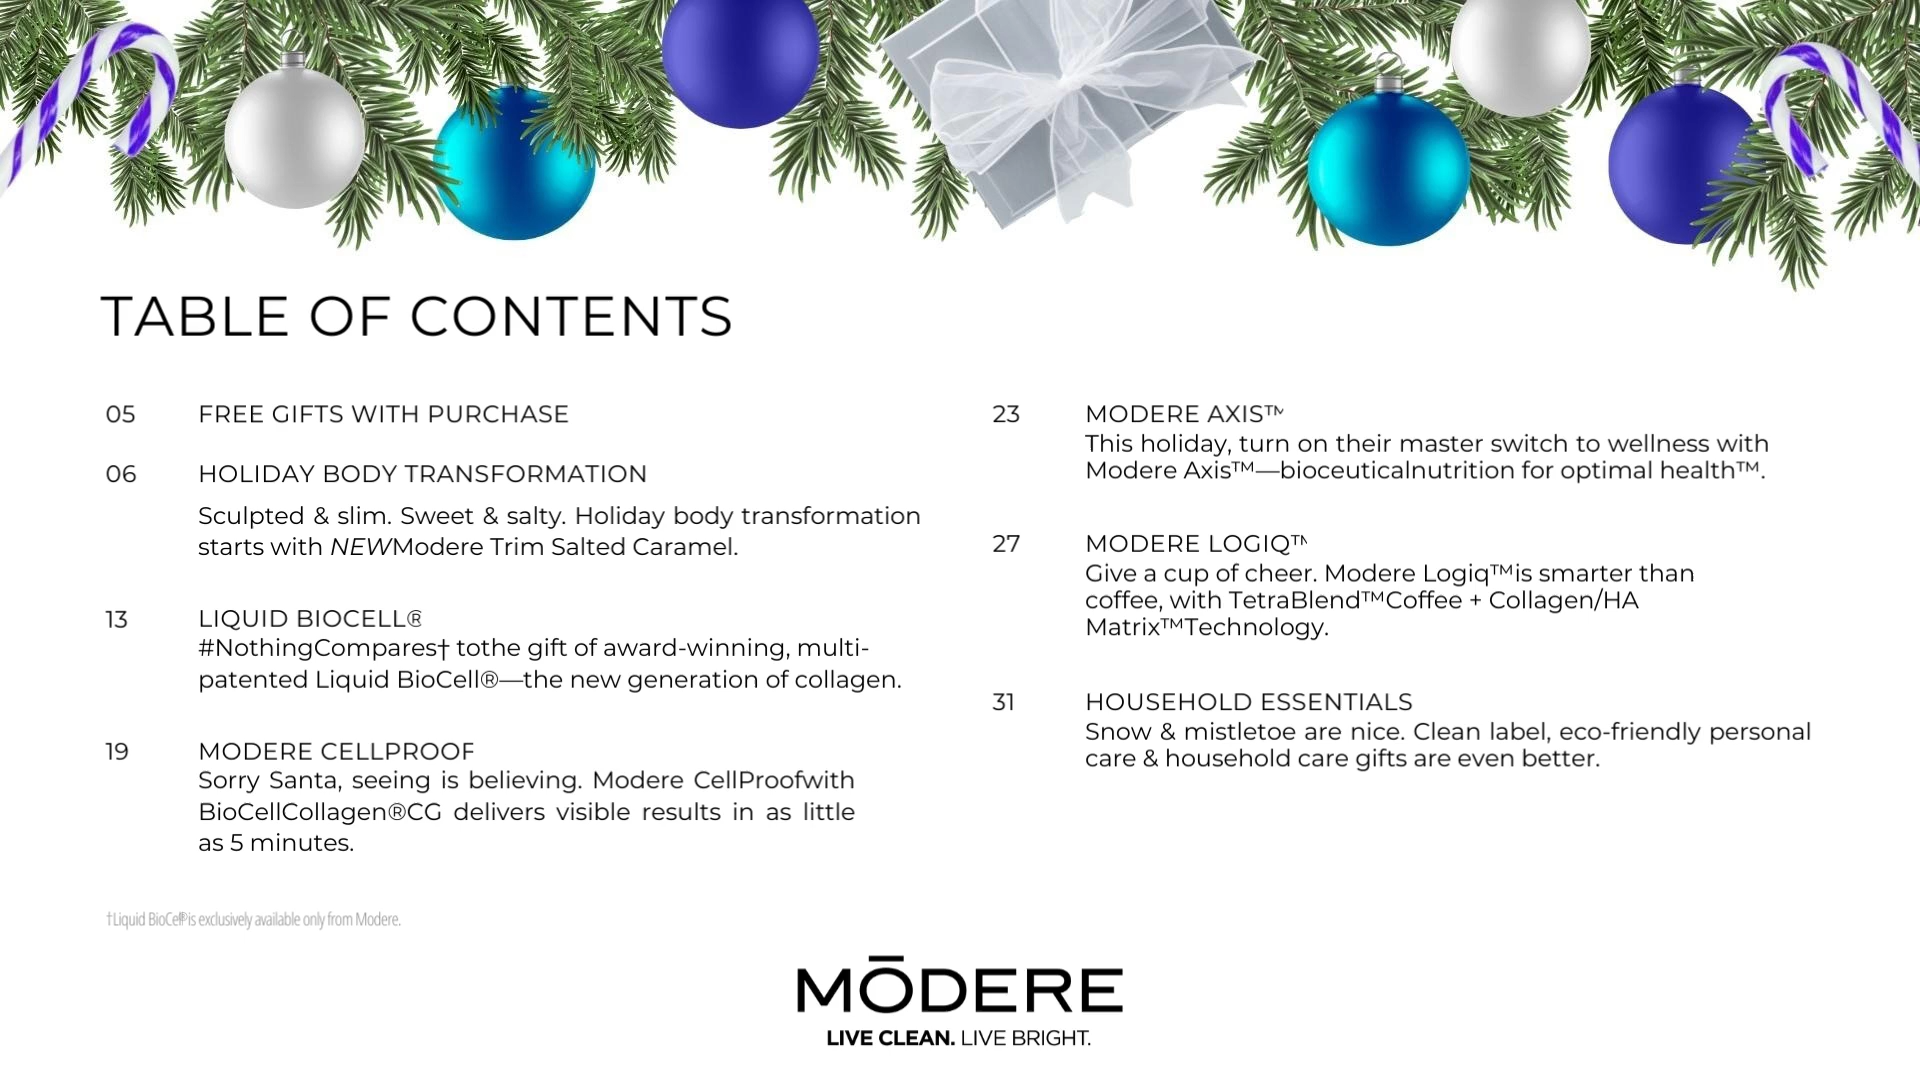 TABLE OF CONTENTS
05 FREE GIFTS WITH PURCHASE
06 HOLIDAY BODY TRANSFORMATION
Sculpted & slim. Sweet & salty. Holiday body transformation
starts with NEWModere Trim Salted Caramel.
13 LIQUID BIOCELL®
#NothingCompares† tothe gift of award-winning, multi-
patented Liquid BioCell®—the new generation of collagen.
19 MODERE CELLPROOF
Sorry Santa, seeing is believing. Modere CellProofwith
BioCellCollagen®CG delivers visible results in as little
as 5 minutes.
23 MODERE AXIS™
This holiday, turn on their master switch to wellness with
Modere Axis™—bioceuticalnutrition for optimal health™.
27 MODERE LOGIQ™
Give a cup of cheer. Modere Logiq™is smarter than
coffee, with TetraBlend™Coffee + Collagen/HA
Matrix™Technology.
31 HOUSEHOLD ESSENTIALS
Snow & mistletoe are nice. Clean label, eco-friendly personal
care & household care gifts are even better.
†Liquid BioCell®is exclusively available only from Modere.
MŌDERE
LIVE CLEAN. LIVE BRIGHT.